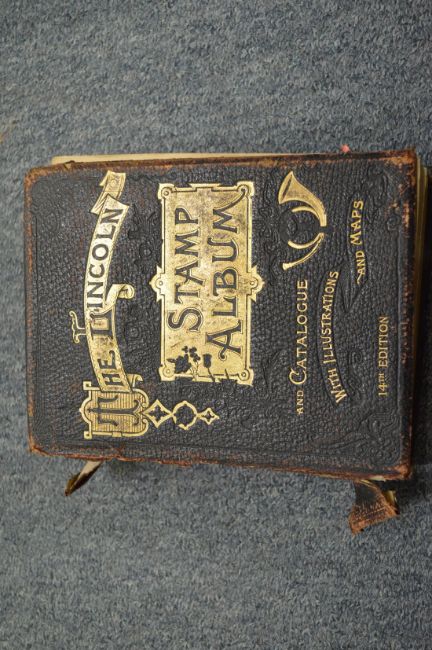 THE LINCOLN
STAMP
ALBUM
AND CATALOGUE
WITH ILLUSTRATIONS
AND MAPS
14TH EDITION